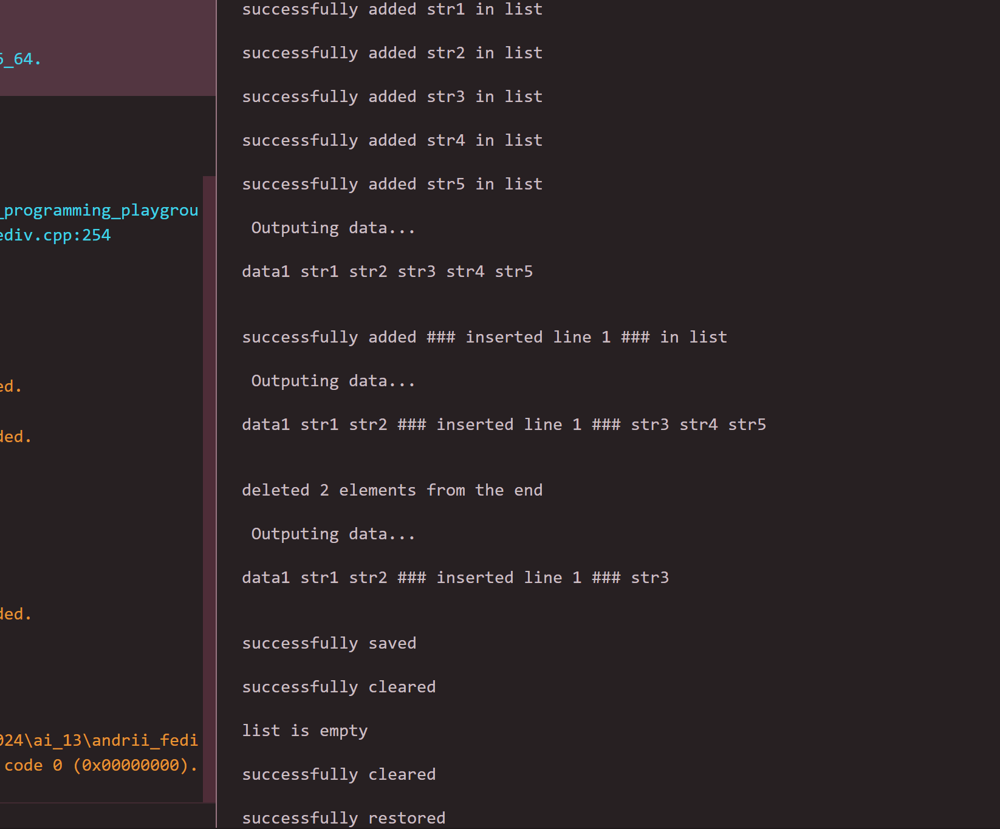 6_64.
_programming_playgrou
ediv.cpp:254
ed.
ded.
ded.
024\ai_13\andrii_fedi
code 0 (0x00000000).
successfully added str1 in list
successfully added str2 in list
successfully added str3 in list
successfully added str4 in list
successfully added str5 in list
Outputing data...
data1 str1 str2 str3 str4 str5
successfully added ### inserted line 1 ### in list
Outputing data...
data1 str1 str2 ### inserted line 1 ### str3 str4 str5
deleted 2 elements from the end
Outputing data...
data1 str1 str2 ### inserted line 1 ### str3
successfully saved
successfully cleared
list is empty
successfully cleared
successfully restored